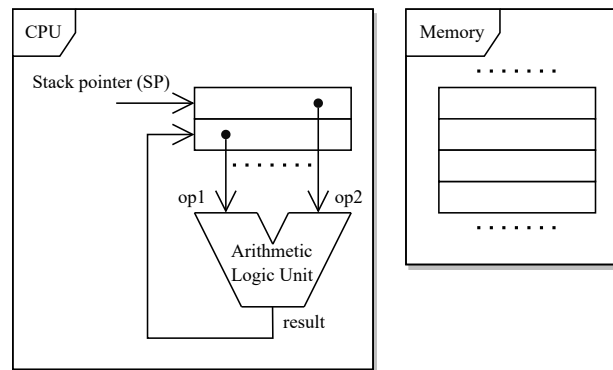 CPU
Memory
Stack pointer (SP)
op1
op2
Arithmetic
Logic Unit
result